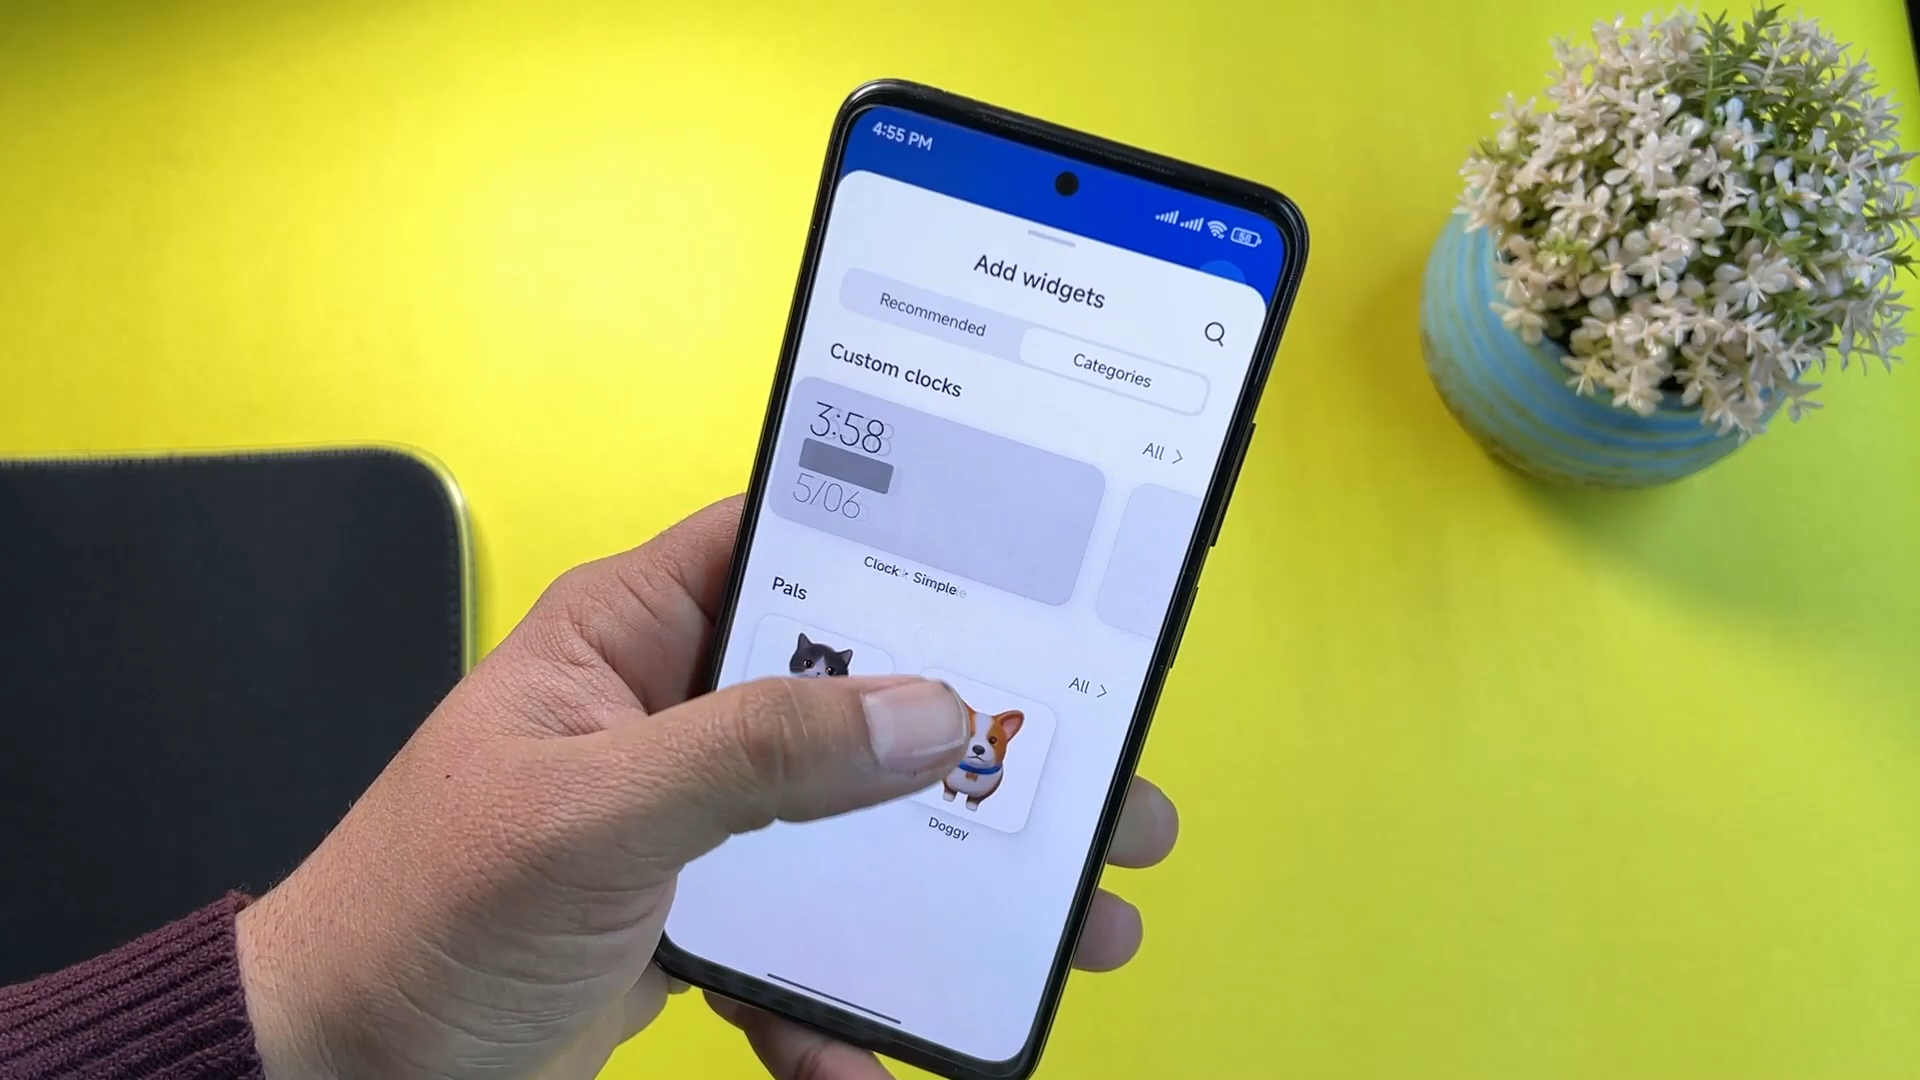 4:55 PM
58
Add widgets
Recommended
Categories
Custom clocks
All >
3:58
5/06
Clock · Simple
Pals
All >
Doggy